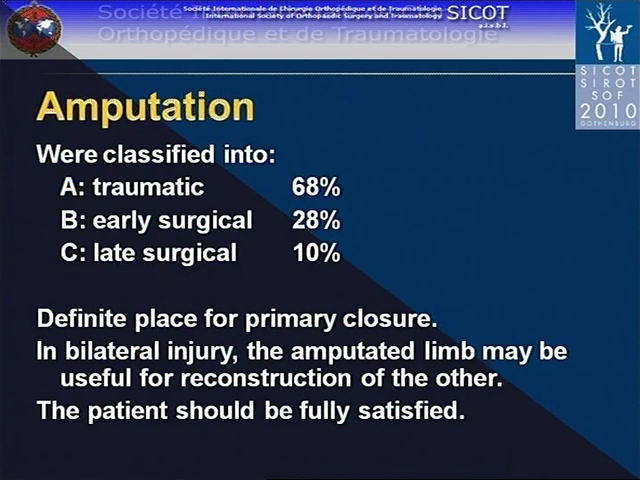 Société Internationale de Chirurgie Orthopédique et de Traumatologie
International Society of Orthopaedic Surgery and Traumatology
SICOT
a.i.s.b.l.
Société Int
Orthopédique et de Traumatologie
SICOT
SIROT
SOF
2010
GOTHENBURG
Amputation
Were classified into:
A: traumatic 68%
B: early surgical 28%
C: late surgical 10%
Definite place for primary closure.
In bilateral injury, the amputated limb may be
useful for reconstruction of the other.
The patient should be fully satisfied.